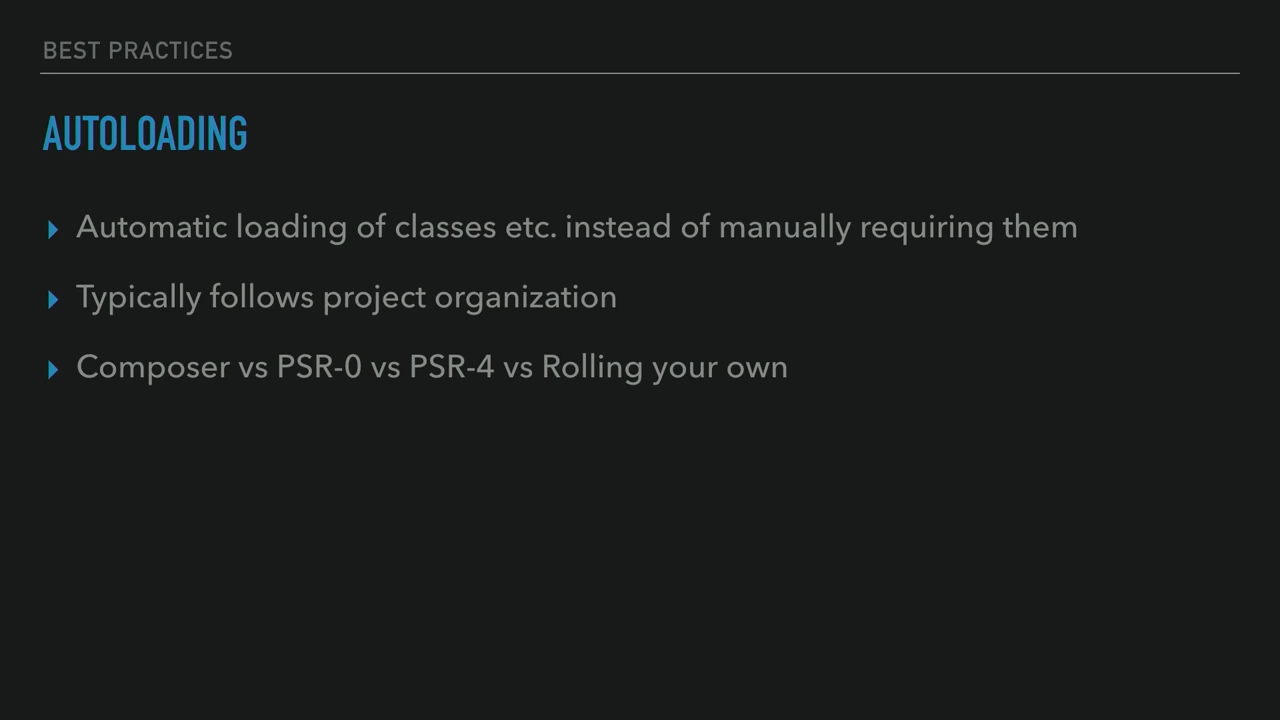 BEST PRACTICES
AUTOLOADING
Automatic loading of classes etc. instead of manually requiring them
Typically follows project organization
Composer vs PSR-0 vs PSR-4 vs Rolling your own